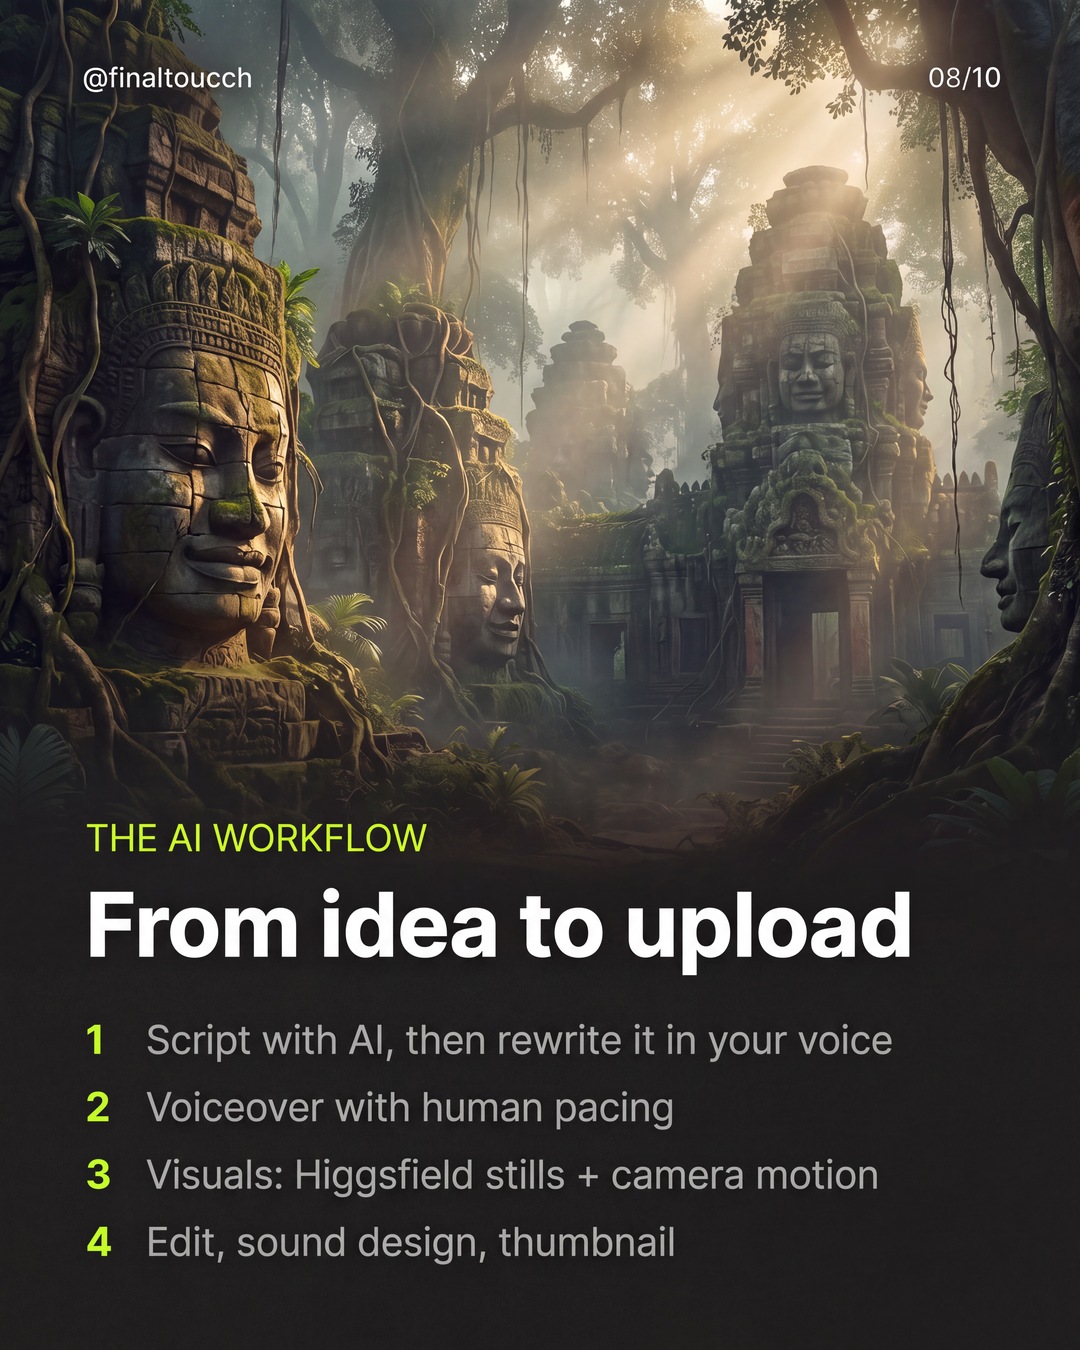 @finaltoucch
08/10
THE AI WORKFLOW
From idea to upload
1 Script with AI, then rewrite it in your voice
2 Voiceover with human pacing
3 Visuals: Higgsfield stills + camera motion
4 Edit, sound design, thumbnail